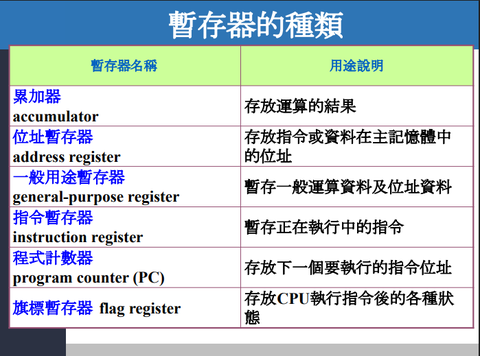 暫存器的種類
暫存器名稱
用途說明
累加器
accumulator
存放運算的結果
位址暫存器
address register
存放指令或資料在主記憶體中
的位址
一般用途暫存器
general-purpose register
暫存一般運算資料及位址資料
指令暫存器
instruction register
暫存正在執行中的指令
程式計數器
program counter (PC)
存放下一個要執行的指令位址
旗標暫存器 flag register
存放CPU執行指令後的各種狀
態